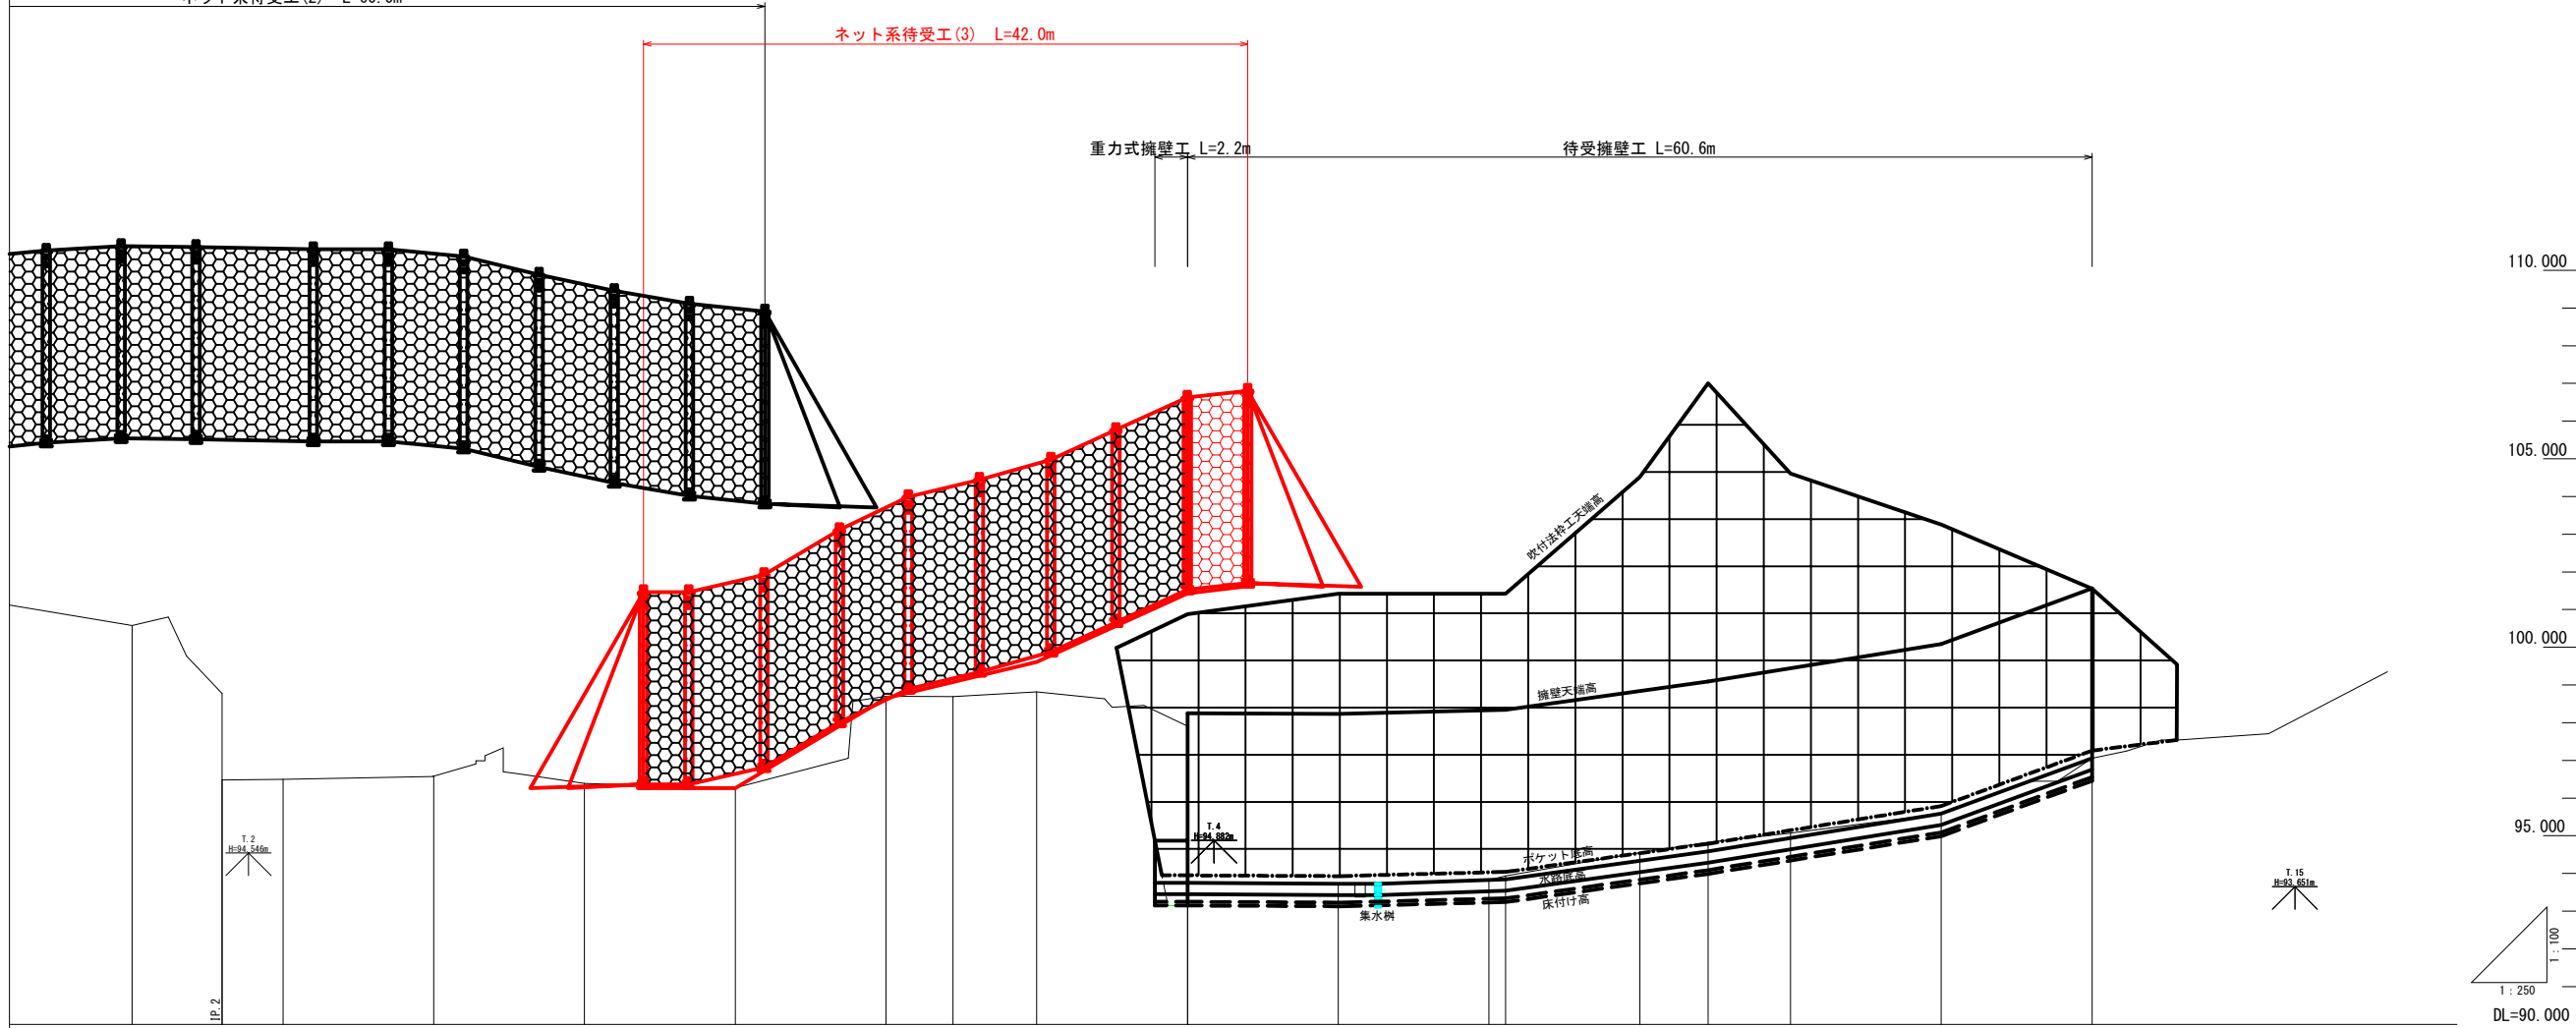 ネット系待受工(3)　L=42.0m
重力式擁壁工 L=2.2m
待受擁壁工 L=60.6m
110.000
105.000
吹付法枠工天端高
100.000
擁壁天端高
95.000
T.2
H=94.546m
T.4
H=94.882m
ポケット底高
水路底高
床付け高
集水桝
T.15
H=93.651m
1：100
1：250
IP.2
DL=90.000